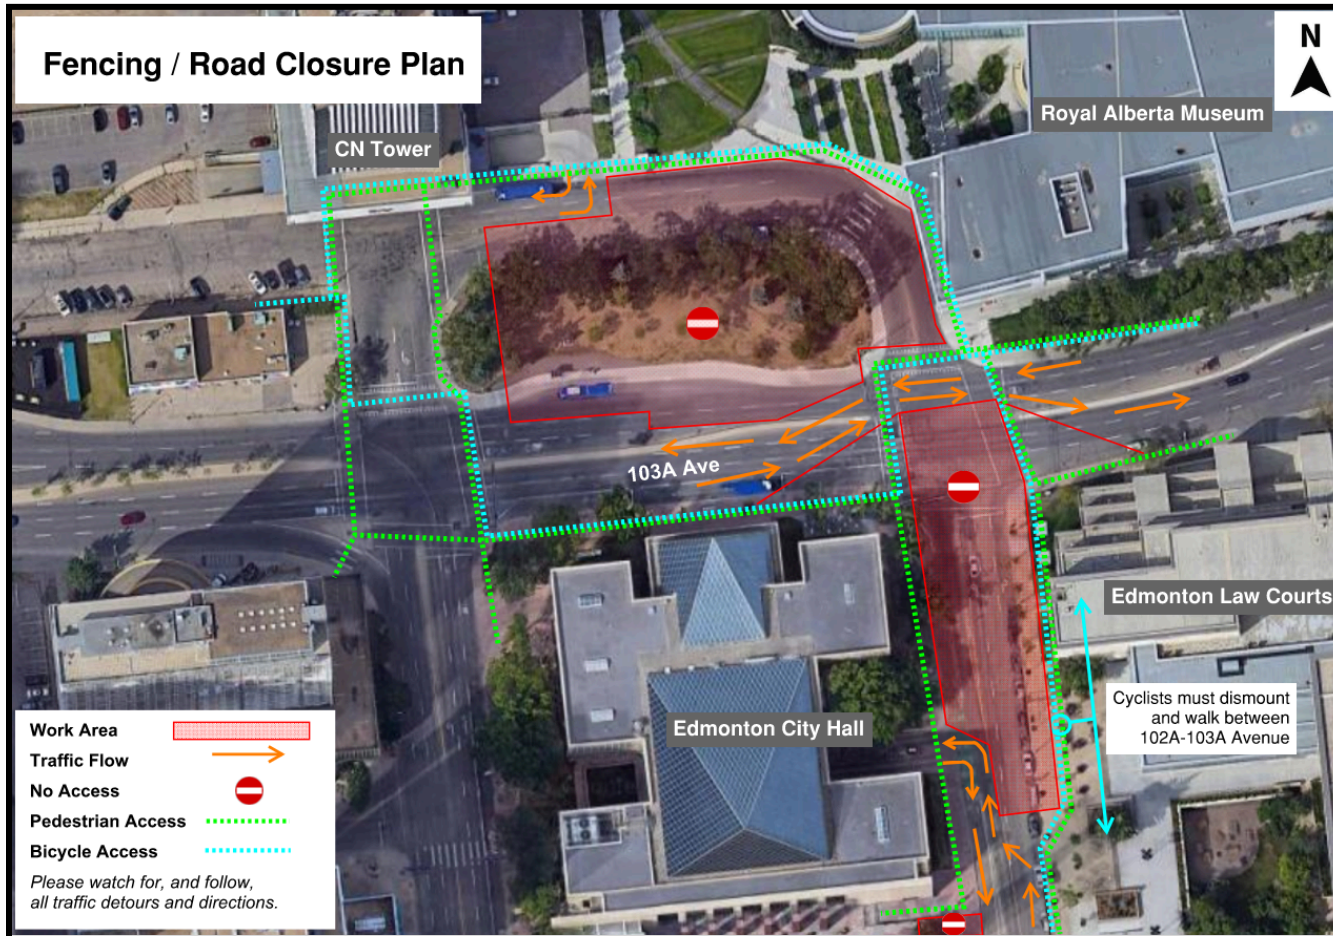 Fencing / Road Closure Plan
N
Royal Alberta Museum
CN Tower
103A Ave
Edmonton Law Courts
Cyclists must dismount
and walk between
102A-103A Avenue
Edmonton City Hall
Work Area
Traffic Flow
No Access
Pedestrian Access
Bicycle Access
Please watch for, and follow,
all traffic detours and directions.